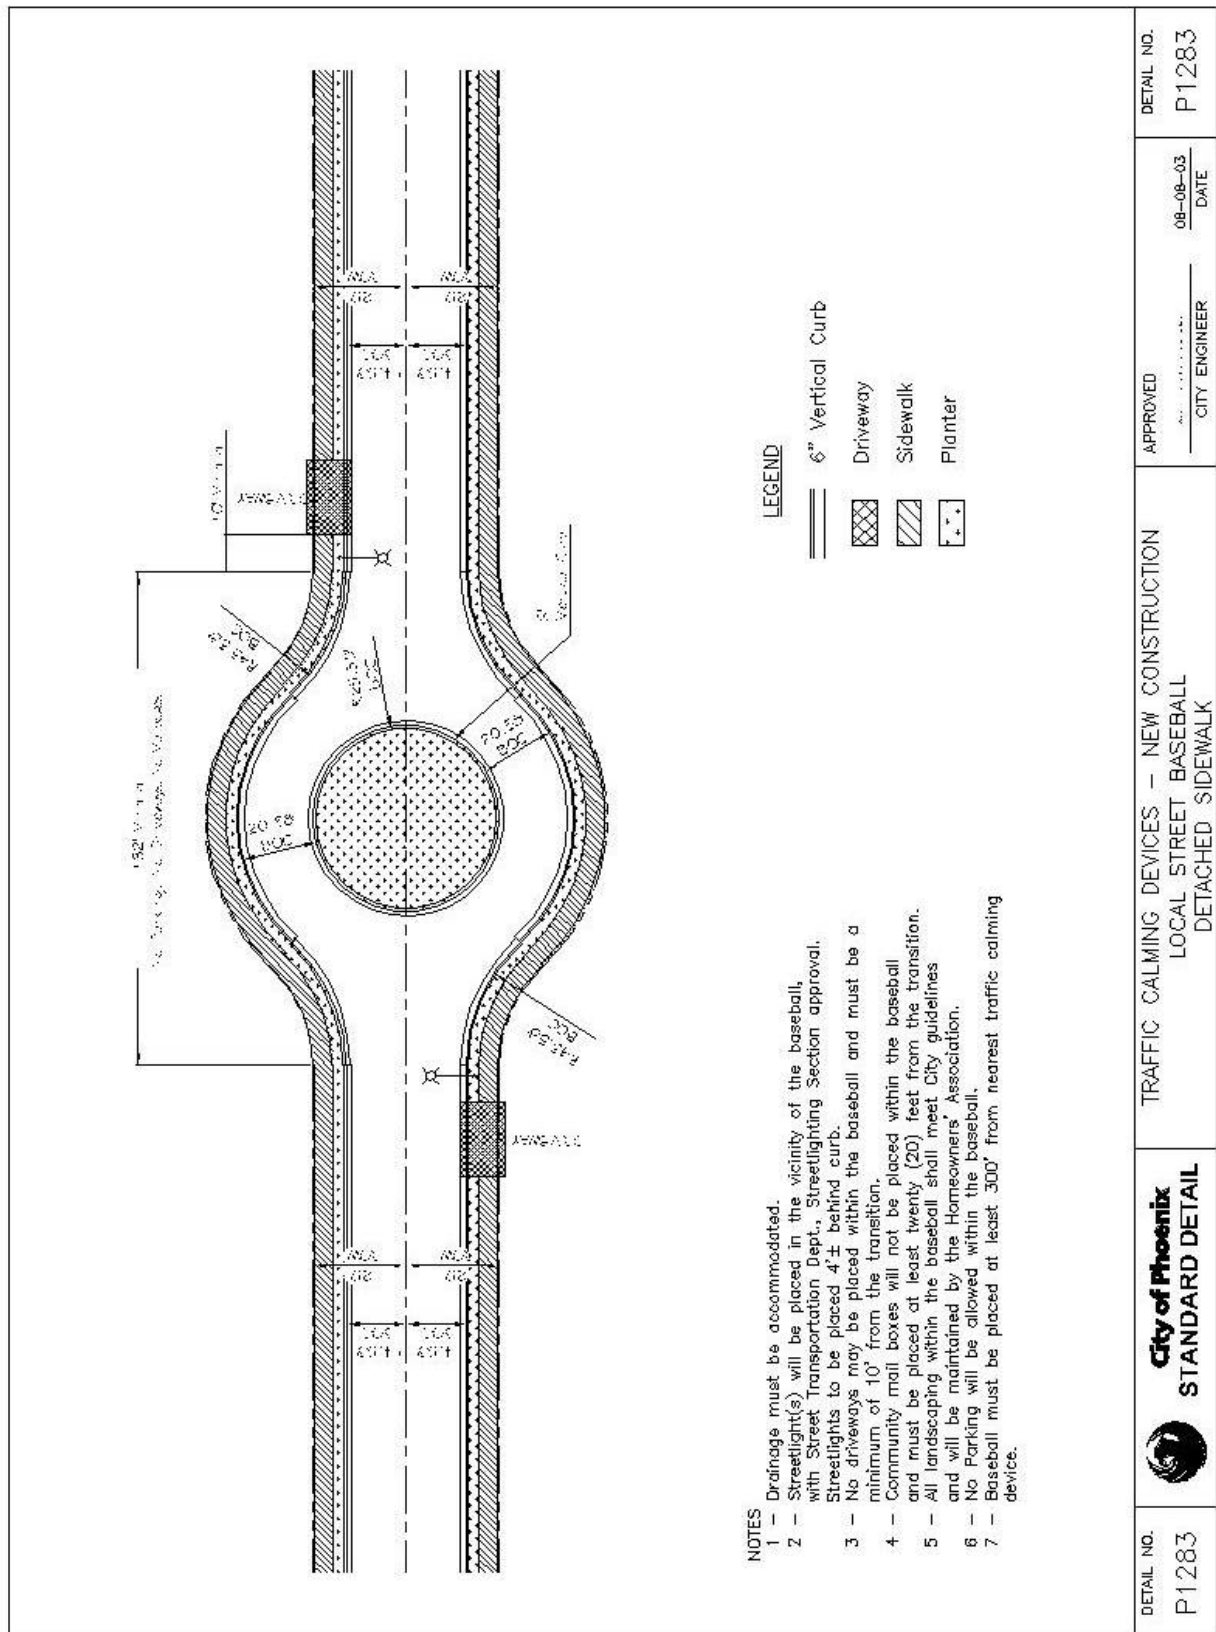 DRIVEWAY
DRIVEWAY
LEGEND
6" Vertical Curb
Driveway
Sidewalk
Planter
NOTES
1 - Drainage must be accommodated.
2 - Streetlight(s) will be placed in the vicinity of the baseball,
with Street Transportation Dept., Streetlighting Section approval.
Streetlights to be placed 4'± behind curb.
3 - No driveways may be placed within the baseball and must be a
minimum of 10' from the transition.
4 - Community mail boxes will not be placed within the baseball
and must be placed at least twenty (20) feet from the transition.
5 - All landscaping within the baseball shall meet City guidelines
and will be maintained by the Homeowners' Association.
6 - No Parking will be allowed within the baseball.
7 - Baseball must be placed at least 300' from nearest traffic calming
device.
DETAIL NO.
P1283
City of Phoenix
STANDARD DETAIL
TRAFFIC CALMING DEVICES - NEW CONSTRUCTION
LOCAL STREET BASEBALL
DETACHED SIDEWALK
APPROVED
CITY ENGINEER
08-08-03
DATE
DETAIL NO.
P1283